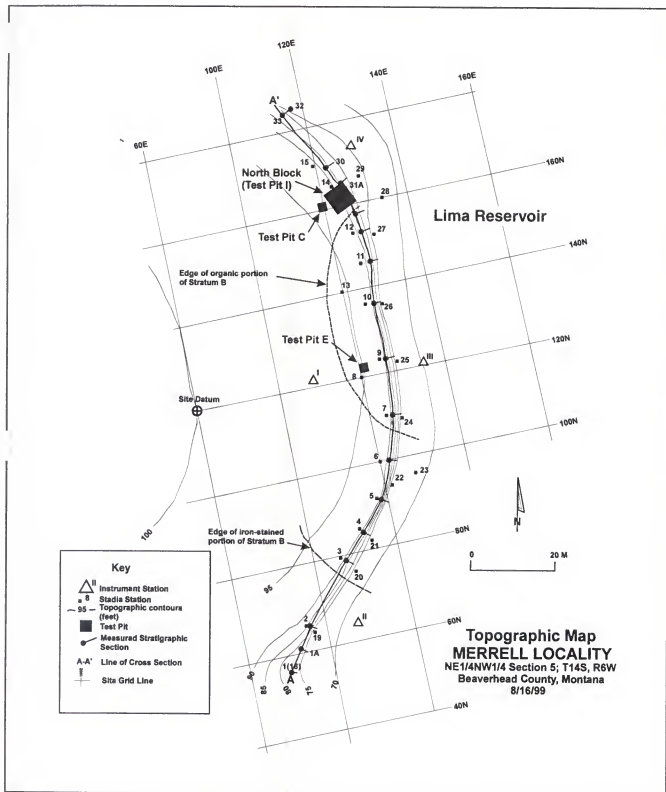 120E
100E
140E
160E
60E
A'
32
33
IV
15
30
29
160N
North Block
(Test Pit I)
14
31A
28
Lima Reservoir
Test Pit C
12
27
140N
11
Edge of organic portion
of Stratum B
13
10
26
120N
Test Pit E
9
25
III
I
8
Site Datum
7
24
100N
6
23
22
5
N
100
4
Edge of iron-stained
portion of Stratum B
21
80N
3
0 20 M
20
95
II
2
19
60N
1A
1(18)
A
90
85
80
75
70
40N
Key
II
Instrument Station
8
Stadia Station
95 Topographic contours
(feet)
Test Pit
Measured Stratigraphic
Section
A-A' Line of Cross Section
Site Grid Line
Topographic Map
MERRELL LOCALITY
NE1/4NW1/4 Section 5; T14S, R6W
Beaverhead County, Montana
8/16/99